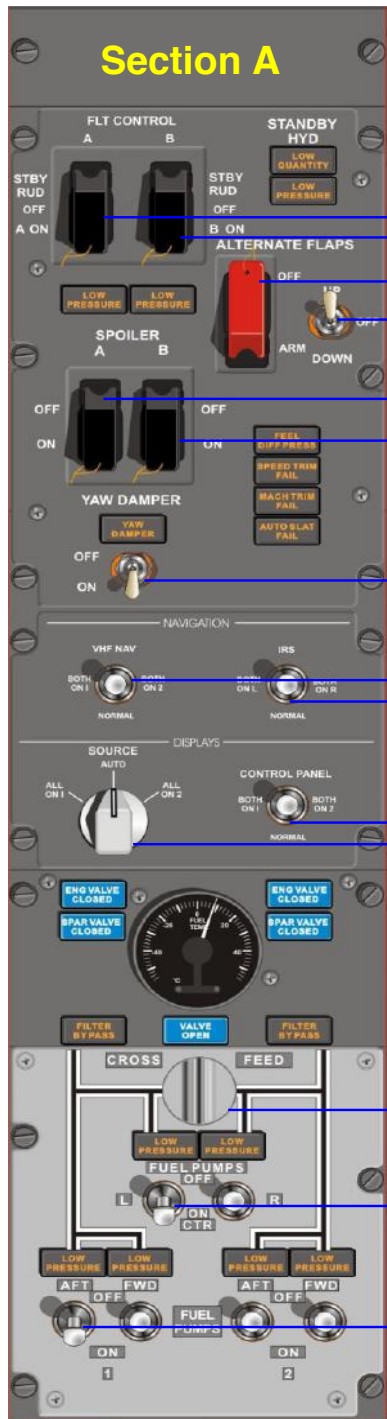 Section A
FLT CONTROL
A B
STANDBY
HYD
LOW
QUANTITY
LOW
PRESSURE
STBY
RUD
OFF
A ON
STBY
RUD
OFF
B ON
ALTERNATE FLAPS
OFF
ARM
UP
OFF
DOWN
LOW
PRESSURE
LOW
PRESSURE
SPOILER
A B
OFF
ON
OFF
ON
FEEL
DIFF PRESS
SPEED TRIM
FAIL
MACH TRIM
FAIL
AUTO SLAT
FAIL
YAW DAMPER
YAW
DAMPER
OFF
ON
NAVIGATION
VHF NAV
BOTH
ON 1
BOTH
ON 2
NORMAL
IRS
BOTH
ON L
BOTH
ON R
NORMAL
DISPLAYS
SOURCE
AUTO
ALL
ON 1
ALL
ON 2
CONTROL PANEL
BOTH
ON 1
BOTH
ON 2
NORMAL
ENG VALVE
CLOSED
SPAR VALVE
CLOSED
ENG VALVE
CLOSED
SPAR VALVE
CLOSED
-20 0 20
FUEL
TEMP
-40 40
°C
FILTER
BYPASS
VALVE
OPEN
FILTER
BYPASS
CROSS FEED
LOW
PRESSURE
LOW
PRESSURE
FUEL PUMPS
OFF
L R
ON
CTR
LOW
PRESSURE
LOW
PRESSURE
LOW
PRESSURE
LOW
PRESSURE
AFT FWD
OFF
AFT FWD
OFF
FUEL
PUMPS
ON
1
ON
2